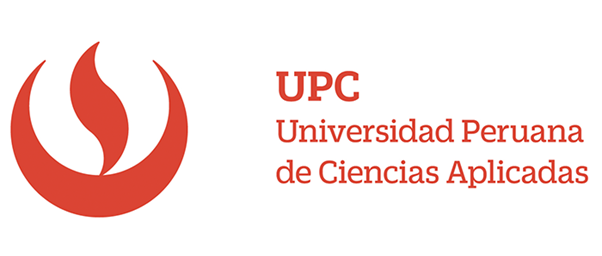 UPC
Universidad Peruana
de Ciencias Aplicadas